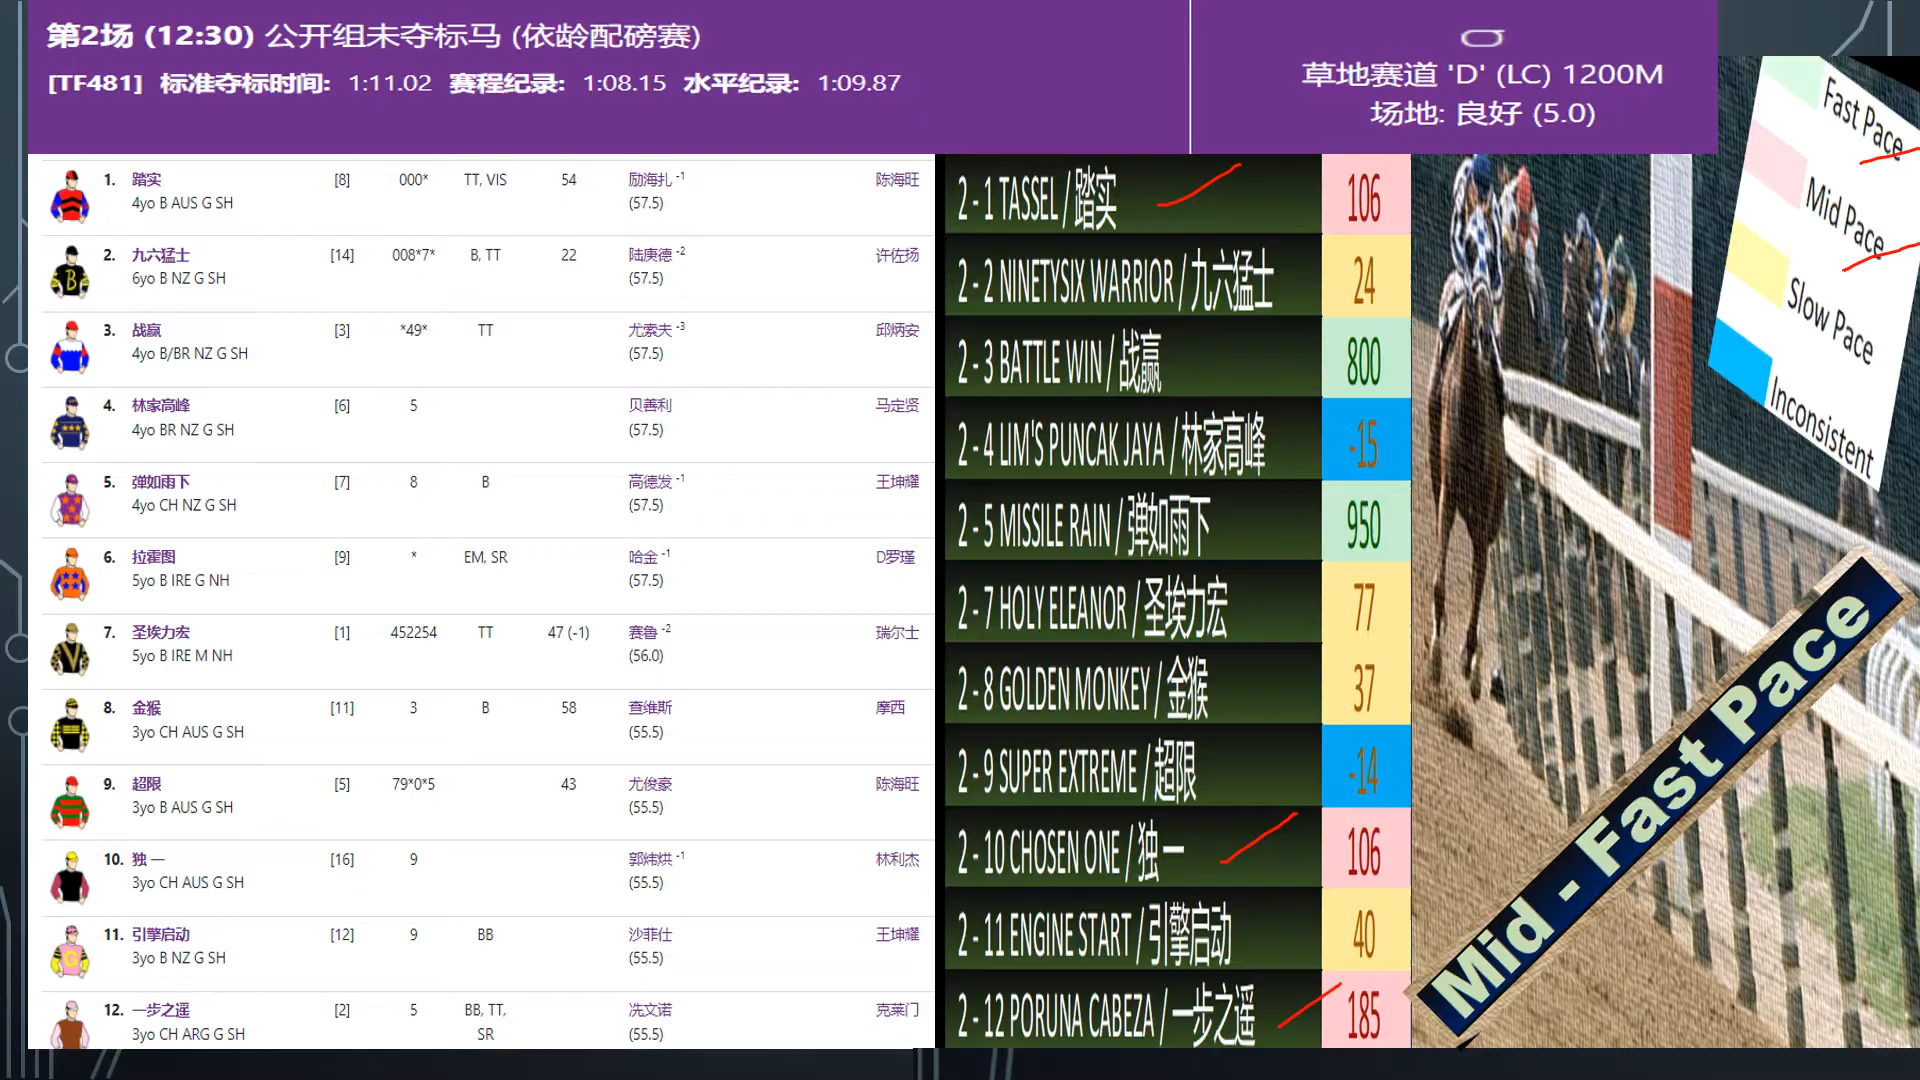 第2场 (12:30) 公开组未夺标马 (依龄配磅赛)
[TF481] 标准夺标时间: 1:11.02 赛程纪录: 1:08.15 水平纪录: 1:09.87
草地赛道 'D' (LC) 1200M
场地: 良好 (5.0)
1. 踏实 [8] 000* TT, VIS 54 励海扎 -1 陈海旺
4yo B AUS G SH (57.5)
2. 九六猛士 [14] 008*7* B, TT 22 陆庚德 -2 许佐扬
6yo B NZ G SH (57.5)
3. 战赢 [3] *49* TT 尤索夫 -3 邱炳安
4yo B/BR NZ G SH (57.5)
4. 林家高峰 [6] 5 贝善利 马定贤
4yo BR NZ G SH (57.5)
5. 弹如雨下 [7] 8 B 高德发 -1 王坤耀
4yo CH NZ G SH (57.5)
6. 拉霍图 [9] * EM, SR 哈金 -1 D罗瑾
5yo B IRE G NH (57.5)
7. 圣埃力宏 [1] 452254 TT 47 (-1) 赛鲁 -2 瑞尔士
5yo B IRE M NH (56.0)
8. 金猴 [11] 3 B 58 查维斯 摩西
3yo CH AUS G SH (55.5)
9. 超限 [5] 79*0*5 43 尤俊豪 陈海旺
3yo B AUS G SH (55.5)
10. 独一 [16] 9 郭炜烘 -1 林利杰
3yo CH AUS G SH (55.5)
11. 引擎启动 [12] 9 BB 沙菲仕 王坤耀
3yo B NZ G SH (55.5)
12. 一步之遥 [2] 5 BB, TT, SR 冼文诺 克莱门
3yo CH ARG G SH (55.5)
2 - 1 TASSEL / 踏实 106
2 - 2 NINETYSIX WARRIOR / 九六猛士 24
2 - 3 BATTLE WIN / 战赢 800
2 - 4 LIM'S PUNCAK JAYA / 林家高峰 -15
2 - 5 MISSILE RAIN / 弹如雨下 950
2 - 7 HOLY ELEANOR / 圣埃力宏 77
2 - 8 GOLDEN MONKEY / 金猴 37
2 - 9 SUPER EXTREME / 超限 -14
2 - 10 CHOSEN ONE / 独一 106
2 - 11 ENGINE START / 引擎启动 40
2 - 12 PORUNA CABEZA / 一步之遥 185
Fast Pace
Mid Pace
Slow Pace
Inconsistent
Mid - Fast Pace